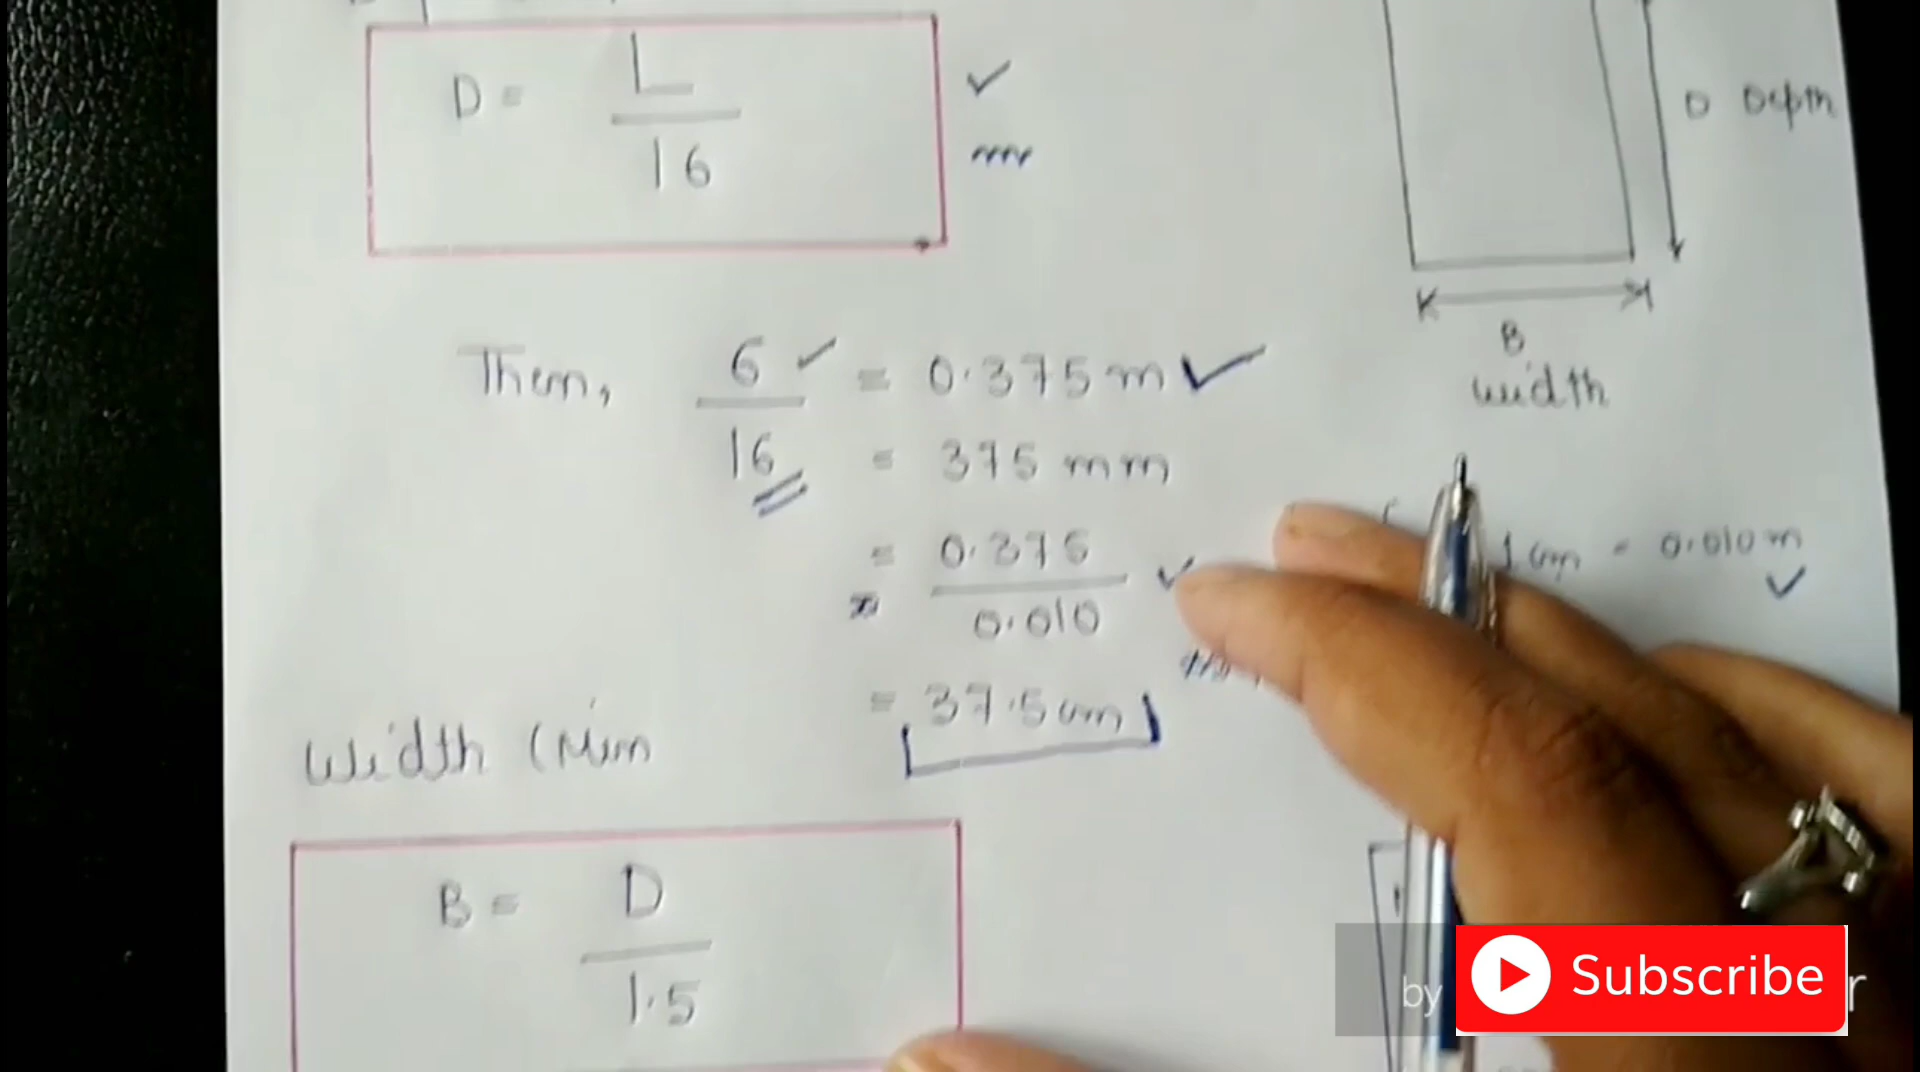 D = L
16
D Depth
B
width
Then, 6 = 0.375 m
16 = 375 mm
= 0.375
0.010
1 cm = 0.010 m
= 37.5 cm
Width (Min
B = D
1.5
by
Subscribe
r